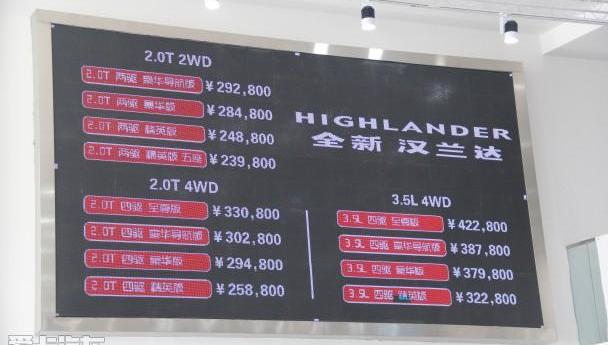 2.0T 2WD
2.0T 两驱 豪华导航版 ¥292,800
2.0T 两驱 豪华版 ¥284,800
2.0T 两驱 精英版 ¥248,800
2.0T 两驱 精英版 五座 ¥239,800
HIGHLANDER
全新 汉兰达
2.0T 4WD
2.0T 四驱 至尊版 ¥330,800
2.0T 四驱 豪华导航版 ¥302,800
2.0T 四驱 豪华版 ¥294,800
2.0T 四驱 精英版 ¥258,800
3.5L 4WD
3.5L 四驱 至尊版 ¥422,800
3.5L 四驱 豪华导航版 ¥387,800
3.5L 四驱 豪华版 ¥379,800
3.5L 四驱 精英版 ¥322,800